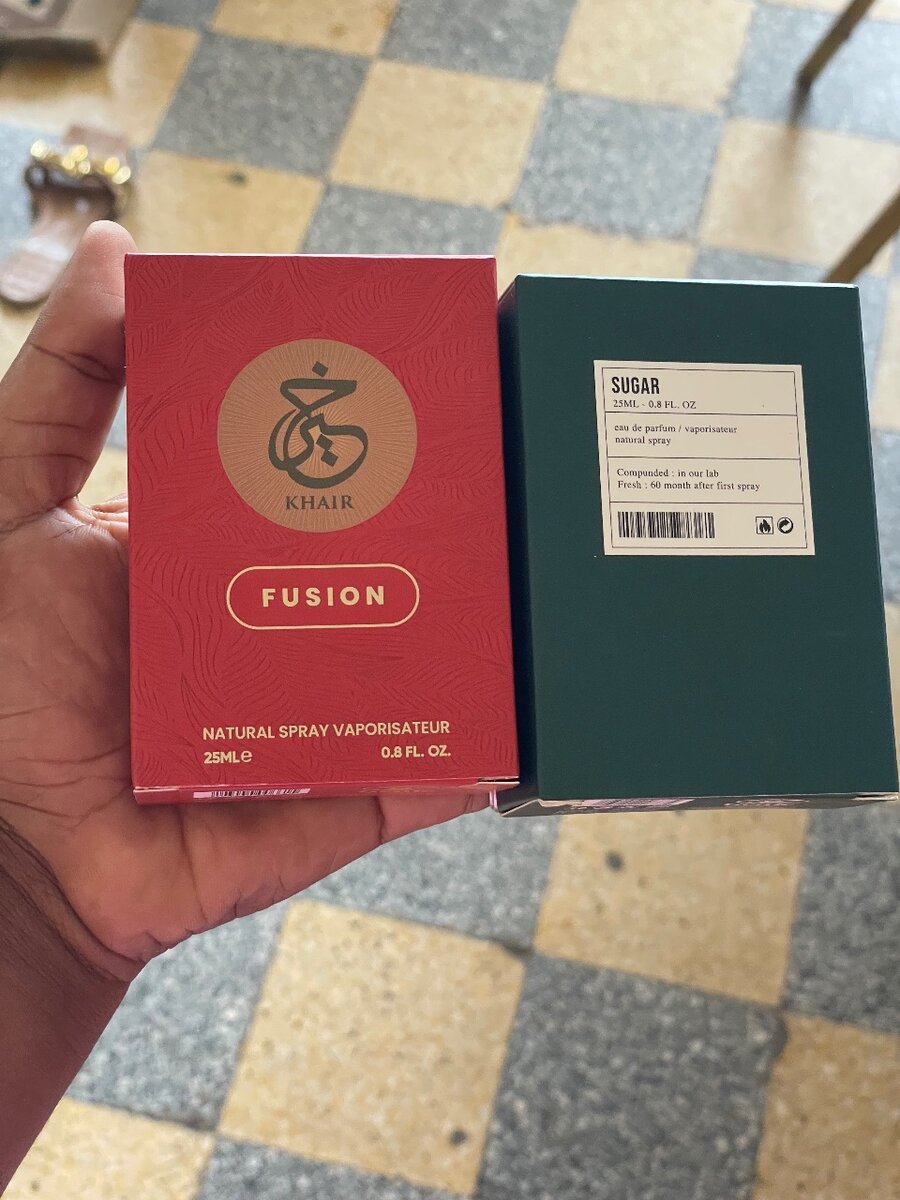 خير
KHAIR
FUSION
NATURAL SPRAY VAPORISATEUR
25MLe 0.8 FL. OZ.
SUGAR
25ML - 0.8 FL. OZ
eau de parfum / vaporisateur
natural spray
Compunded : in our lab
Fresh : 60 month after first spray